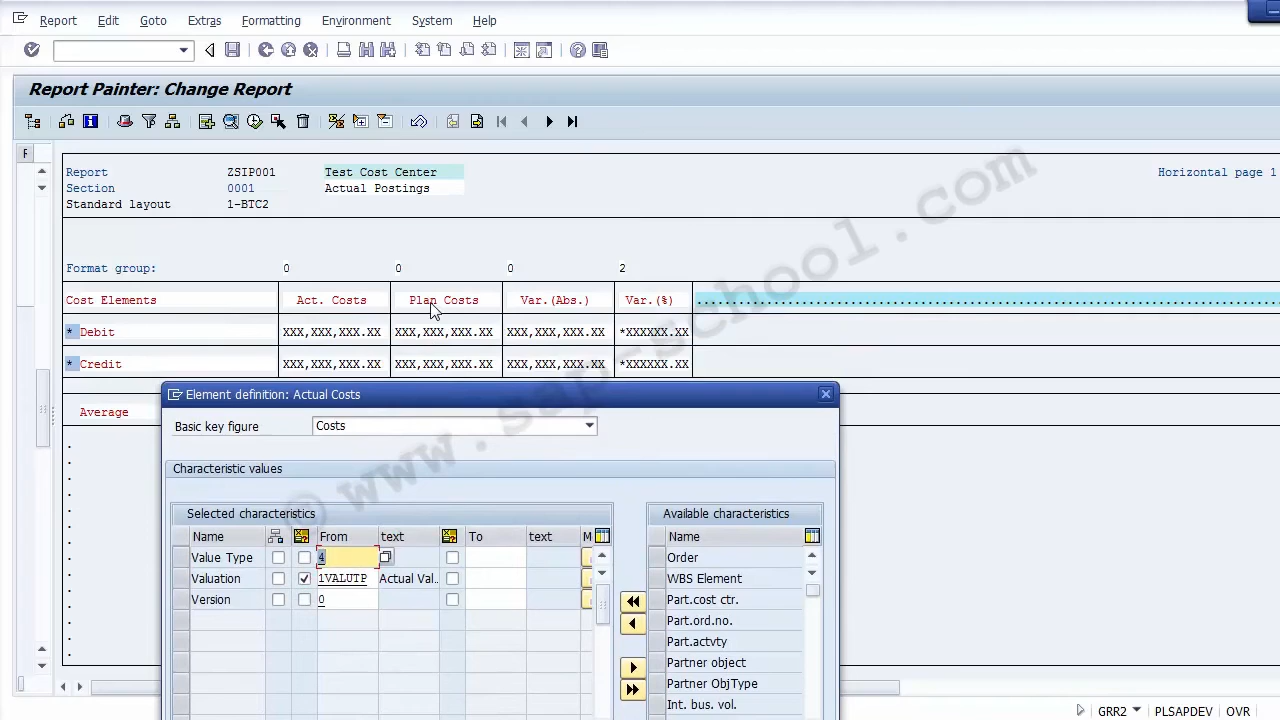 Report Edit Goto Extras Formatting Environment System Help
Report Painter: Change Report
F
Report ZSIP001 Test Cost Center Horizontal page 1
Section 0001 Actual Postings
Standard layout 1-BTC2
Format group: 0 0 0 2
Cost Elements Act. Costs Plan Costs Var.(Abs.) Var.(%)
* Debit XXX,XXX,XXX.XX XXX,XXX,XXX.XX XXX,XXX,XXX.XX *XXXXXX.XX
* Credit XXX,XXX,XXX.XX XXX,XXX,XXX.XX XXX,XXX,XXX.XX *XXXXXX.XX
Average
Element definition: Actual Costs
Basic key figure Costs
Characteristic values
Selected characteristics Available characteristics
Name From text To text M Name
Value Type 4 Order
Valuation 1VALUTP Actual Val.. WBS Element
Version 0 Part.cost ctr.
Part.ord.no.
Part.actvty
Partner object
Partner ObjType
Int. bus. vol.
GRR2 PLSAPDEV OVR
© www.sap-school.com